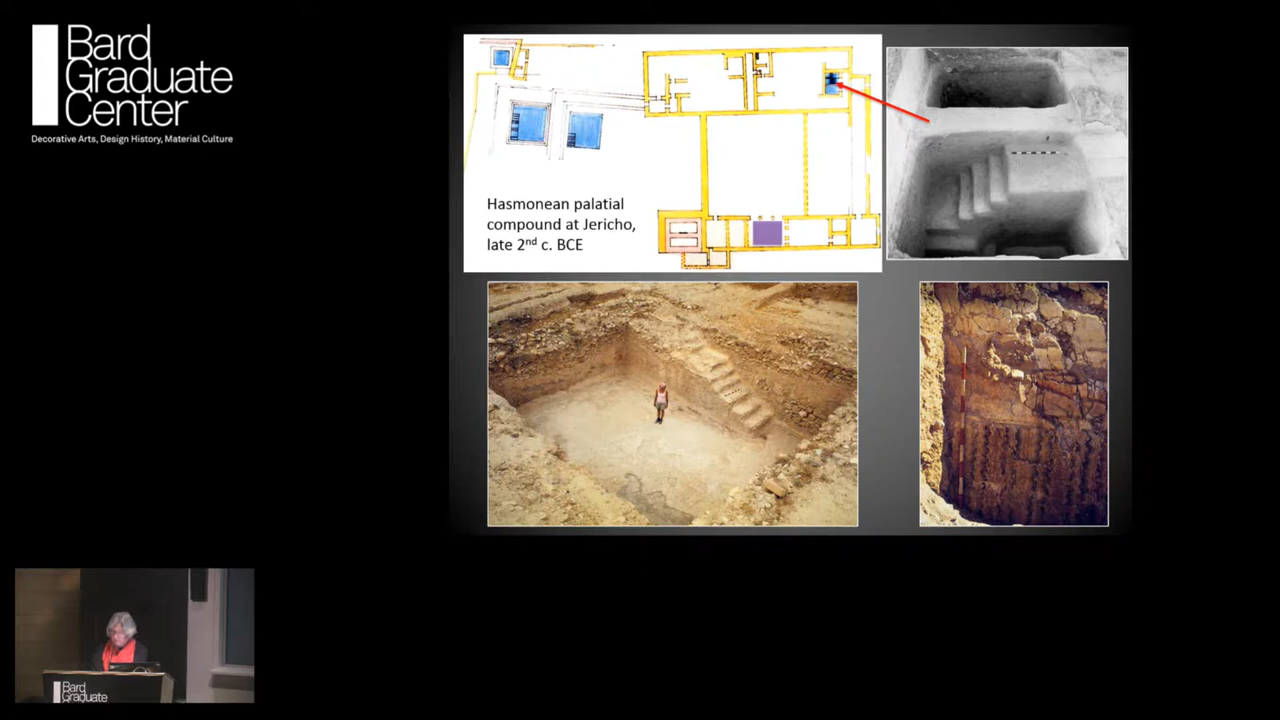 Bard
Graduate
Center
Decorative Arts, Design History, Material Culture
Hasmonean palatial
compound at Jericho,
late 2nd c. BCE
Bard
Graduate
Center